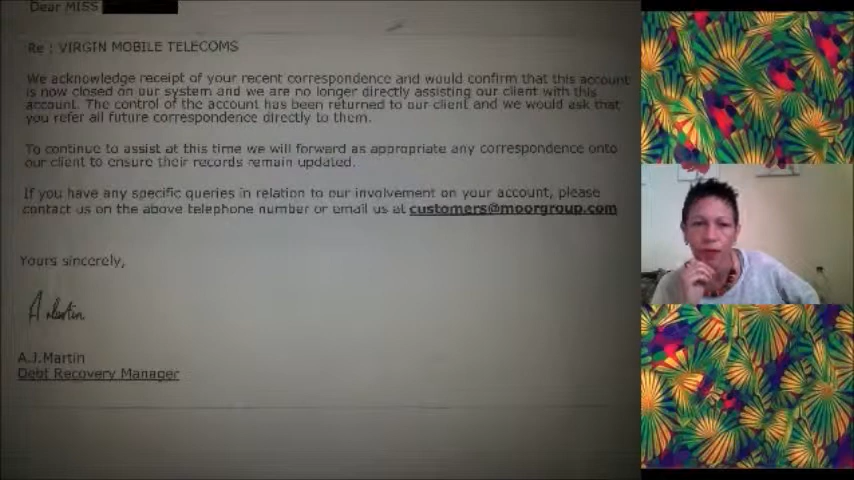 Dear MISS
Re : VIRGIN MOBILE TELECOMS
We acknowledge receipt of your recent correspondence and would confirm that this account
is now closed on our system and we are no longer directly assisting our client with this
account. The control of the account has been returned to our client and we would ask that
you refer all future correspondence directly to them.
To continue to assist at this time we will forward as appropriate any correspondence onto
our client to ensure their records remain updated.
If you have any specific queries in relation to our involvement on your account, please
contact us on the above telephone number or email us at customers@moorgroup.com
Yours sincerely,
A.J.Martin
Debt Recovery Manager